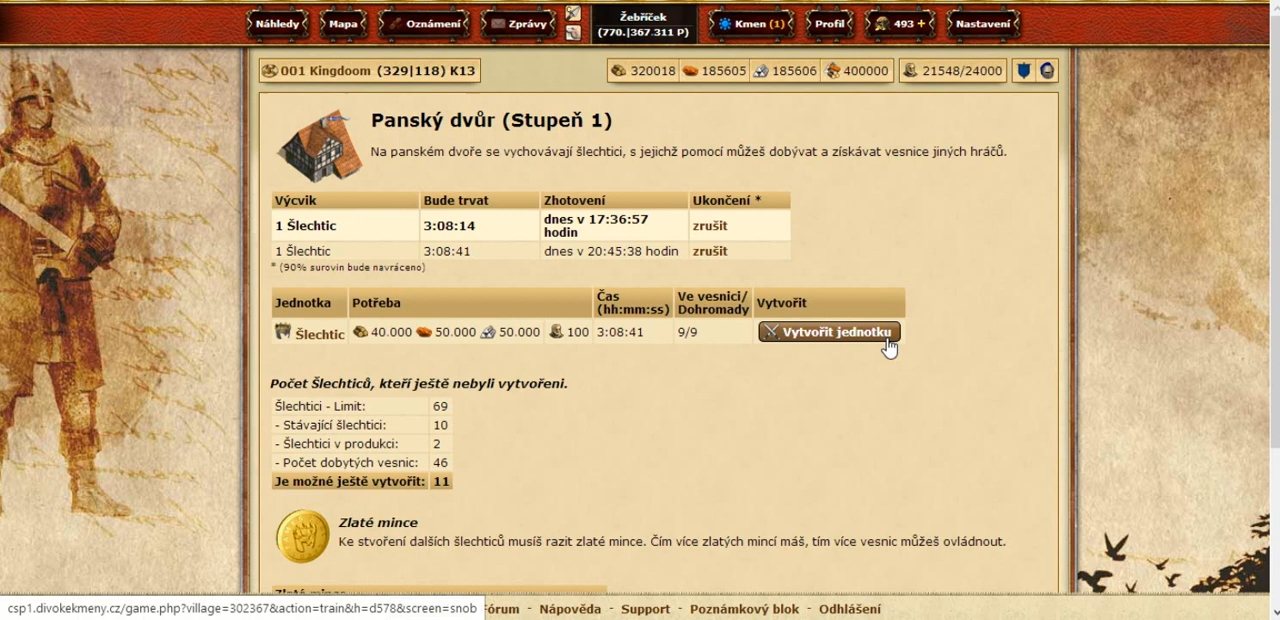 Náhledy Mapa Oznámení Zprávy Žebříček Kmen (1) Profil 493 + Nastavení
(770.|367.311 P)
001 Kingdoom (329|118) K13 320018 185605 185606 400000 21548/24000
Panský dvůr (Stupeň 1)
Na panském dvoře se vychovávají šlechtici, s jejichž pomocí můžeš dobývat a získávat vesnice jiných hráčů.
Výcvik Bude trvat Zhotovení Ukončení *
1 Šlechtic 3:08:14 dnes v 17:36:57 hodin zrušit
1 Šlechtic 3:08:41 dnes v 20:45:38 hodin zrušit
* (90% surovin bude navráceno)
Jednotka Potřeba Čas (hh:mm:ss) Ve vesnici/ Dohromady Vytvořit
Šlechtic 40.000 50.000 50.000 100 3:08:41 9/9 Vytvořit jednotku
Počet Šlechticů, kteří ještě nebyli vytvořeni.
Šlechtici - Limit: 69
- Stávající šlechtici: 10
- Šlechtici v produkci: 2
- Počet dobytých vesnic: 46
Je možné ještě vytvořit: 11
Zlaté mince
Ke stvoření dalších šlechticů musíš razit zlaté mince. Čím více zlatých mincí máš, tím více vesnic můžeš ovládnout.
Zlaté mince
csp1.divokekmeny.cz/game.php?village=302367&action=train&h=d578&screen=snob Fórum - Nápověda - Support - Poznámkový blok - Odhlášení